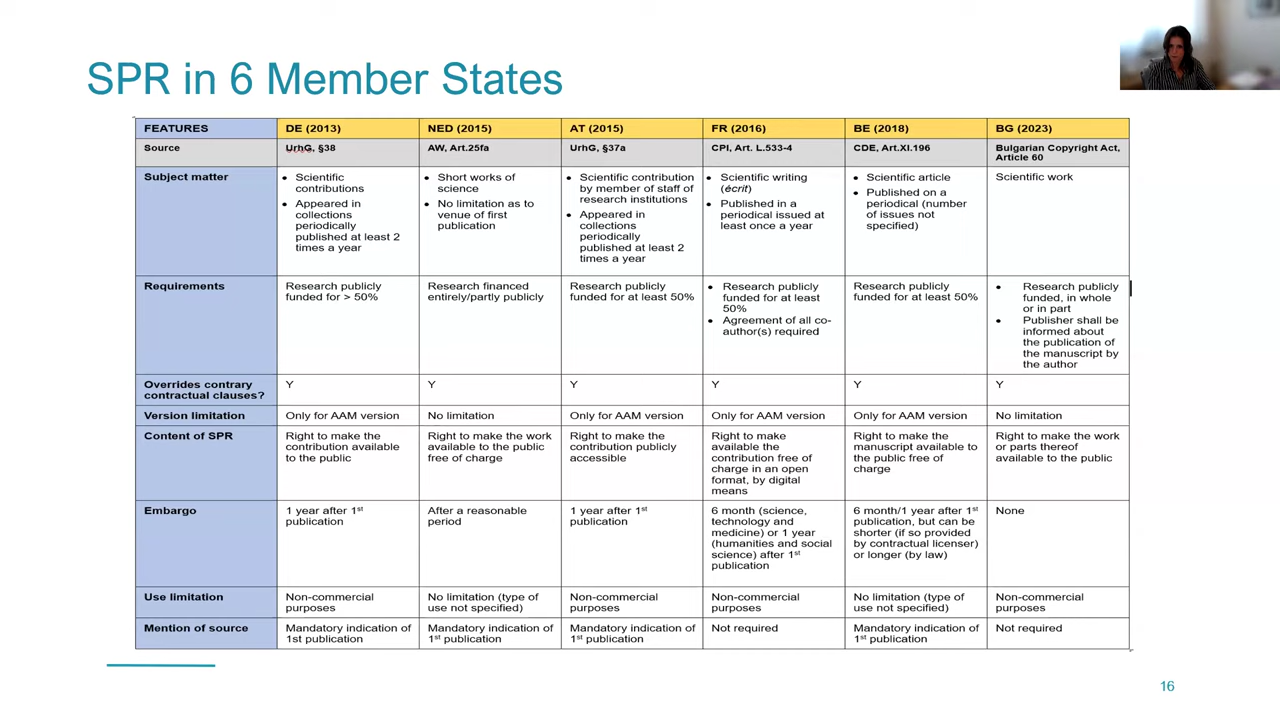 SPR in 6 Member States
FEATURES
DE (2013)
NED (2015)
AT (2015)
FR (2016)
BE (2018)
BG (2023)
Source
UrhG, §38
AW, Art.25fa
UrhG, §37a
CPI, Art. L.533-4
CDE, Art.XI.196
Bulgarian Copyright Act,
Article 60
Subject matter
• Scientific
contributions
• Appeared in
collections
periodically
published at least 2
times a year
• Short works of
science
• No limitation as to
venue of first
publication
• Scientific contribution
by member of staff of
research institutions
• Appeared in
collections
periodically
published at least 2
times a year
• Scientific writing
(écrit)
• Published in a
periodical issued at
least once a year
• Scientific article
• Published on a
periodical (number
of issues not
specified)
Scientific work
Requirements
Research publicly
funded for > 50%
Research financed
entirely/partly publicly
Research publicly
funded for at least 50%
• Research publicly
funded for at least
50%
• Agreement of all co-
author(s) required
Research publicly
funded for at least 50%
• Research publicly
funded, in whole
or in part
• Publisher shall be
informed about
the publication of
the manuscript by
the author
Overrides contrary
contractual clauses?
Y
Y
Y
Y
Y
Y
Version limitation
Only for AAM version
No limitation
Only for AAM version
Only for AAM version
Only for AAM version
No limitation
Content of SPR
Right to make the
contribution available
to the public
Right to make the work
available to the public
free of charge
Right to make the
contribution publicly
accessible
Right to make
available the
contribution free of
charge in an open
format, by digital
means
Right to make the
manuscript available to
the public free of
charge
Right to make the work
or parts thereof
available to the public
Embargo
1 year after 1st
publication
After a reasonable
period
1 year after 1st
publication
6 month (science,
technology and
medicine) or 1 year
(humanities and social
science) after 1st
publication
6 month/1 year after 1st
publication, but can be
shorter (if so provided
by contractual licenser)
or longer (by law)
None
Use limitation
Non-commercial
purposes
No limitation (type of
use not specified)
Non-commercial
purposes
Non-commercial
purposes
No limitation (type of
use not specified)
Non-commercial
purposes
Mention of source
Mandatory indication of
1st publication
Mandatory indication of
1st publication
Mandatory indication of
1st publication
Not required
Mandatory indication of
1st publication
Not required
16